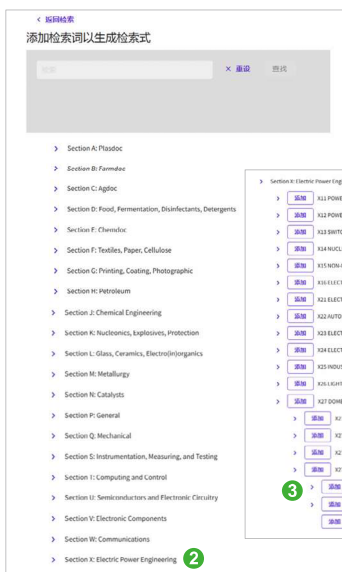 < 返回检索
添加检索词以生成检索式
检索
× 重设
查找
> Section A: Plasdoc
> Section B: Farmdoc
> Section C: Agdoc
> Section D: Food, Fermentation, Disinfectants, Detergents
> Section E: Chemdoc
> Section F: Textiles, Paper, Cellulose
> Section G: Printing, Coating, Photographic
> Section H: Petroleum
> Section J: Chemical Engineering
> Section K: Nucleonics, Explosives, Protection
> Section L: Glass, Ceramics, Electro(in)organics
> Section M: Metallurgy
> Section N: Catalysts
> Section P: General
> Section Q: Mechanical
> Section S: Instrumentation, Measuring, and Testing
> Section T: Computing and Control
> Section U: Semiconductors and Electronic Circuitry
> Section V: Electronic Components
> Section W: Communications
> Section X: Electric Power Engineering 2
> Section X: Electric Power Eng
> 添加 X11 POWE
> 添加 X12 POWE
> 添加 X13 SWITC
> 添加 X14 NUCL
> 添加 X15 NON-
> 添加 X16 ELECT
> 添加 X21 ELECT
> 添加 X22 AUTO
> 添加 X23 ELECT
> 添加 X24 ELECT
> 添加 X25 INDUS
> 添加 X26 LIGHT
> 添加 X27 DOME
> 添加 X2
> 添加 X2
> 添加 X2
> 添加 X2
3 > 添加
> 添加
添加